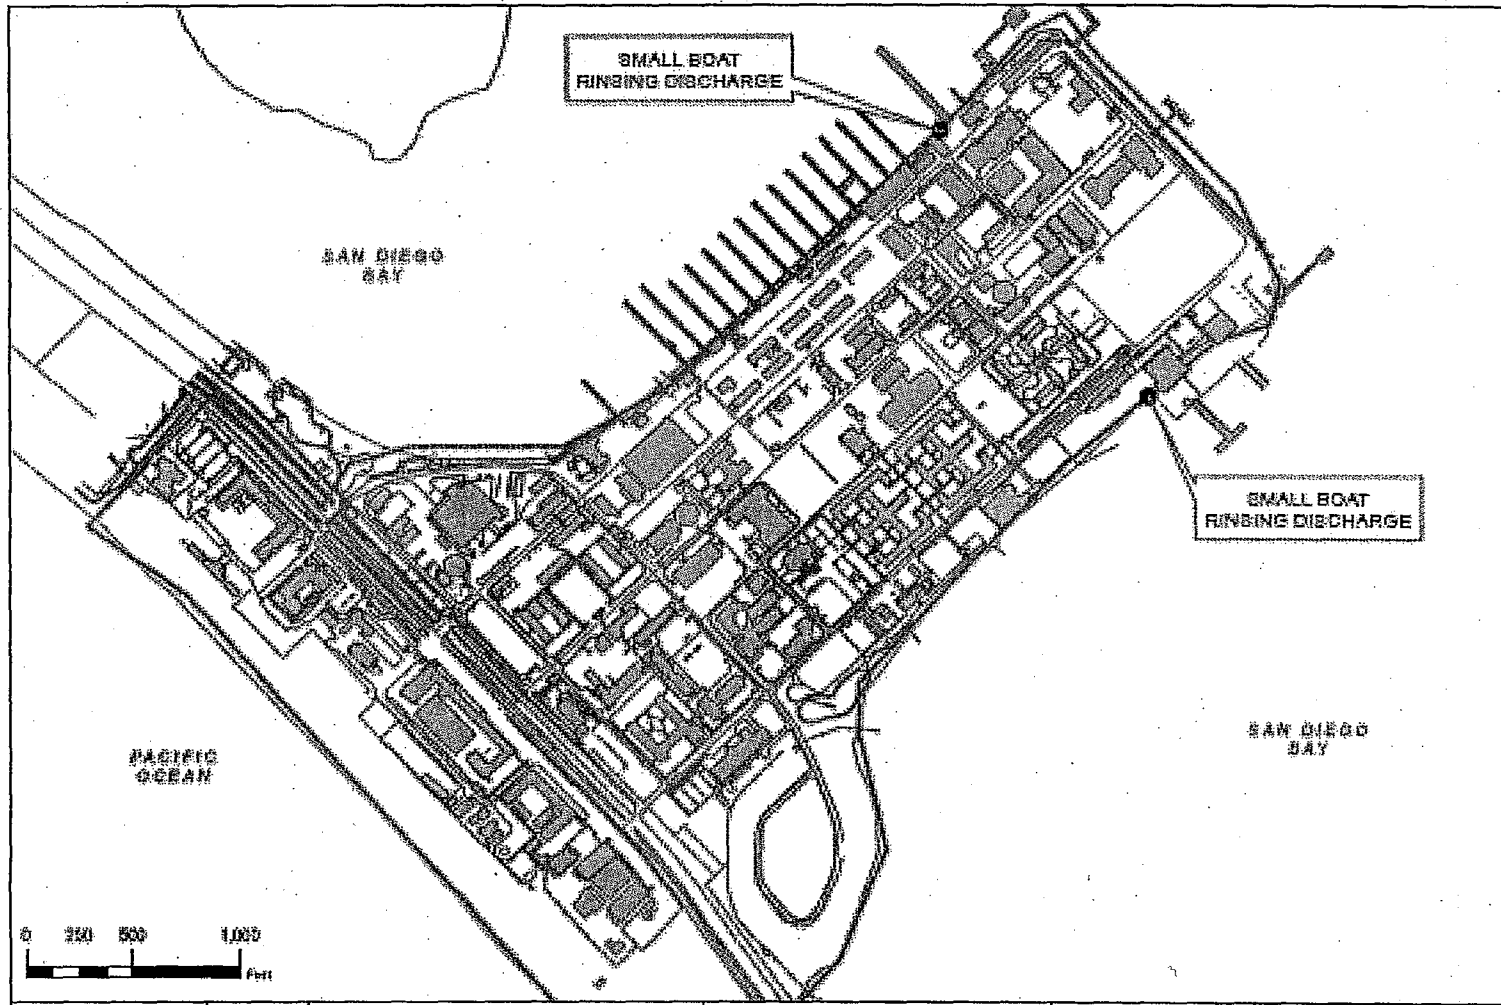 SMALL BOAT
RINSING DISCHARGE
SAN DIEGO
BAY
SMALL BOAT
RINSING DISCHARGE
PACIFIC
OCEAN
SAN DIEGO
BAY
0 250 500 1,000
Feet